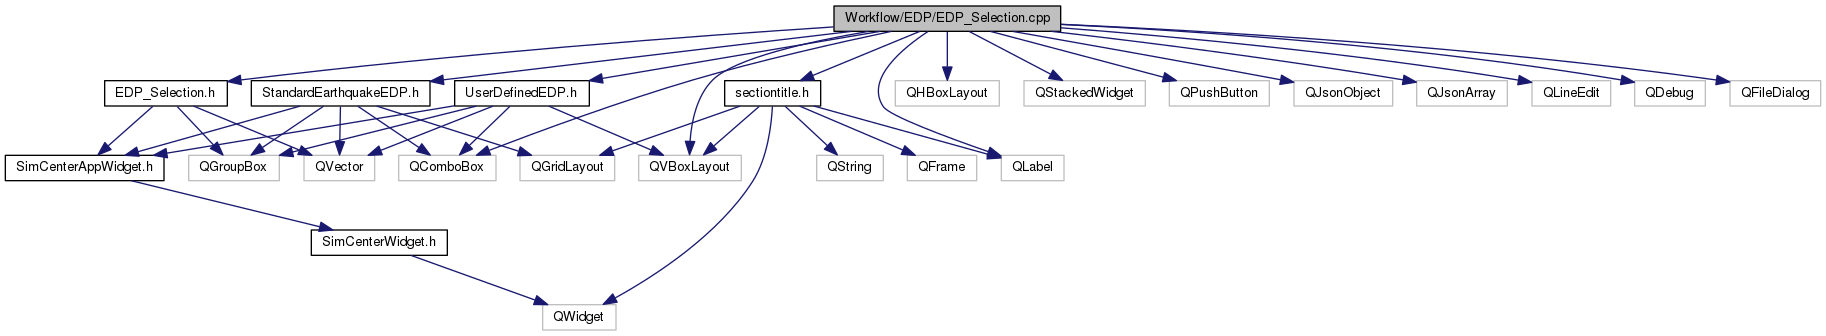 Workflow/EDP/EDP_Selection.cpp
EDP_Selection.h
StandardEarthquakeEDP.h
UserDefinedEDP.h
sectiontitle.h
QHBoxLayout
QStackedWidget
QPushButton
QJsonObject
QJsonArray
QLineEdit
QDebug
QFileDialog
SimCenterAppWidget.h
QGroupBox
QVector
QComboBox
QGridLayout
QVBoxLayout
QString
QFrame
QLabel
SimCenterWidget.h
QWidget